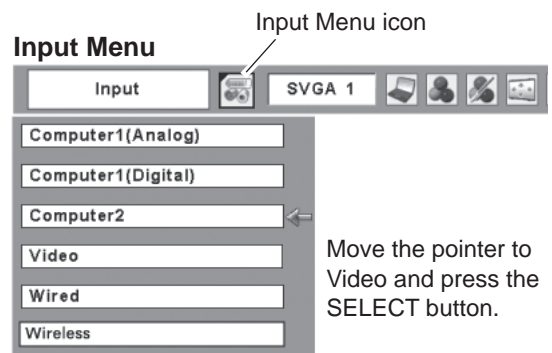 Input Menu icon
Input Menu
Input
SVGA 1
Computer1(Analog)
Computer1(Digital)
Computer2
Video
Wired
Wireless
Move the pointer to
Video and press the
SELECT button.